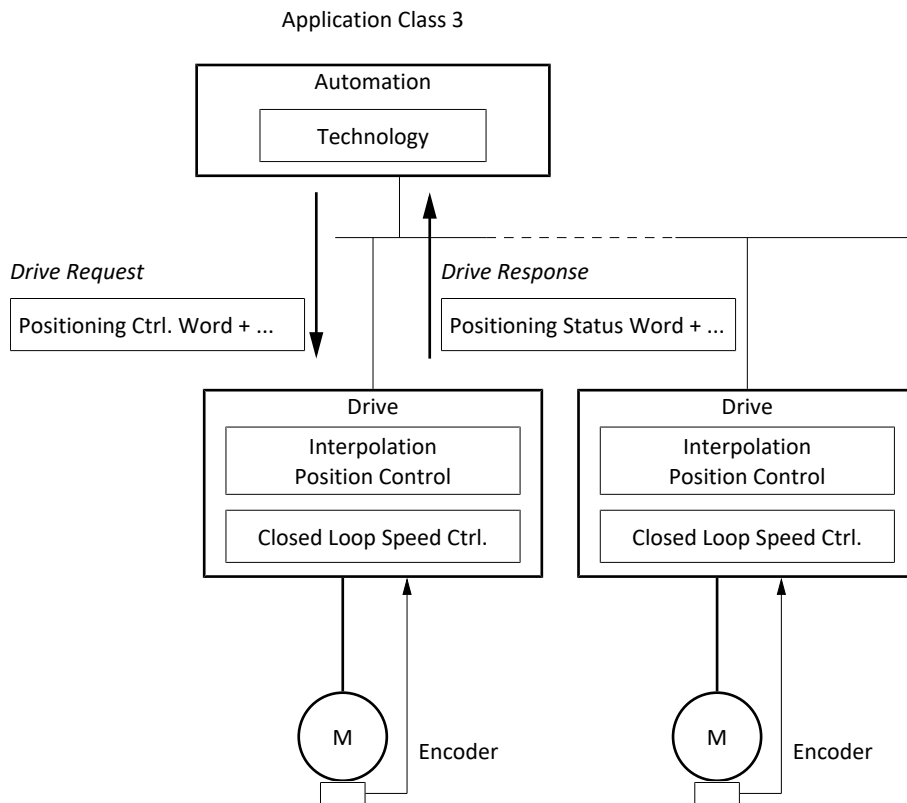 Application Class 3
Automation
Technology
Drive Request
Positioning Ctrl. Word + ...
Drive Response
Positioning Status Word + ...
Drive
Interpolation
Position Control
Closed Loop Speed Ctrl.
M
Encoder
Drive
Interpolation
Position Control
Closed Loop Speed Ctrl.
M
Encoder